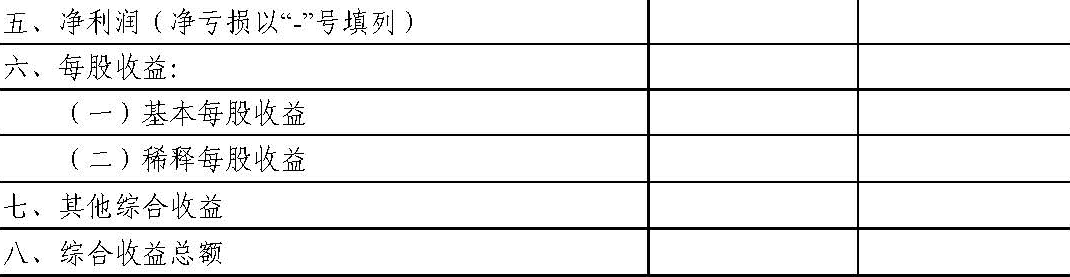 五、净利润（净亏损以“-”号填列）
六、每股收益:
（一）基本每股收益
（二）稀释每股收益
七、其他综合收益
八、综合收益总额